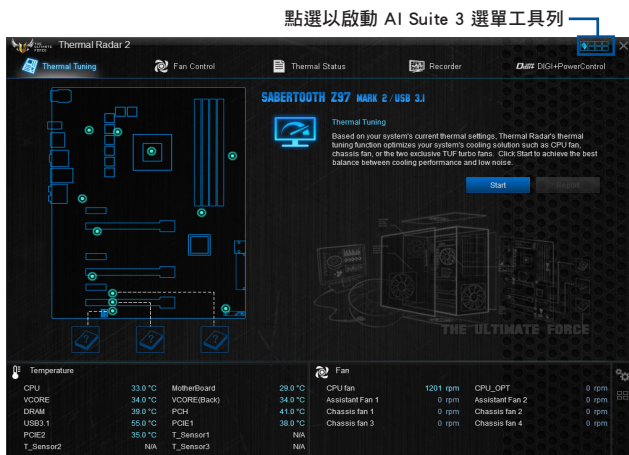 點選以啟動 AI Suite 3 選單工具列
THE ULTIMATE FORCE
Thermal Radar 2
Thermal Tuning Fan Control Thermal Status Recorder DIGI+PowerControl
SABERTOOTH Z97 MARK 2/USB 3.1
Thermal Tuning
Based on your system's current thermal settings, Thermal Radar's thermal
tuning function optimizes your system's cooling solution such as CPU fan,
chassis fan, or the two exclusive TUF turbo fans. Click Start to achieve the best
balance between cooling performance and low noise.
Start
? ? ?
THE ULTIMATE FORCE
Temperature Fan
CPU 33.0 °C MotherBoard 29.0 °C CPU fan 1201 rpm CPU_OPT 0 rpm
VCORE 34.0 °C VCORE(Back) 34.0 °C Assistant Fan 1 0 rpm Assistant Fan 2 0 rpm
DRAM 39.0 °C PCH 41.0 °C Chassis fan 1 0 rpm Chassis fan 2 0 rpm
USB3.1 55.0 °C PCIE1 38.0 °C Chassis fan 3 0 rpm Chassis fan 4 0 rpm
PCIE2 35.0 °C T_Sensor1 N/A
T_Sensor2 N/A T_Sensor3 N/A